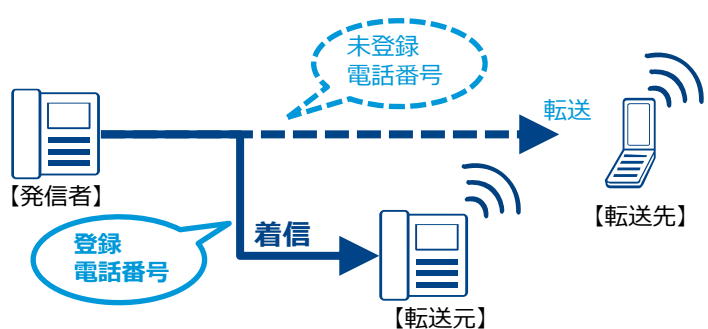 未登録
電話番号
転送
【発信者】
【転送先】
登録
電話番号
着信
【転送元】